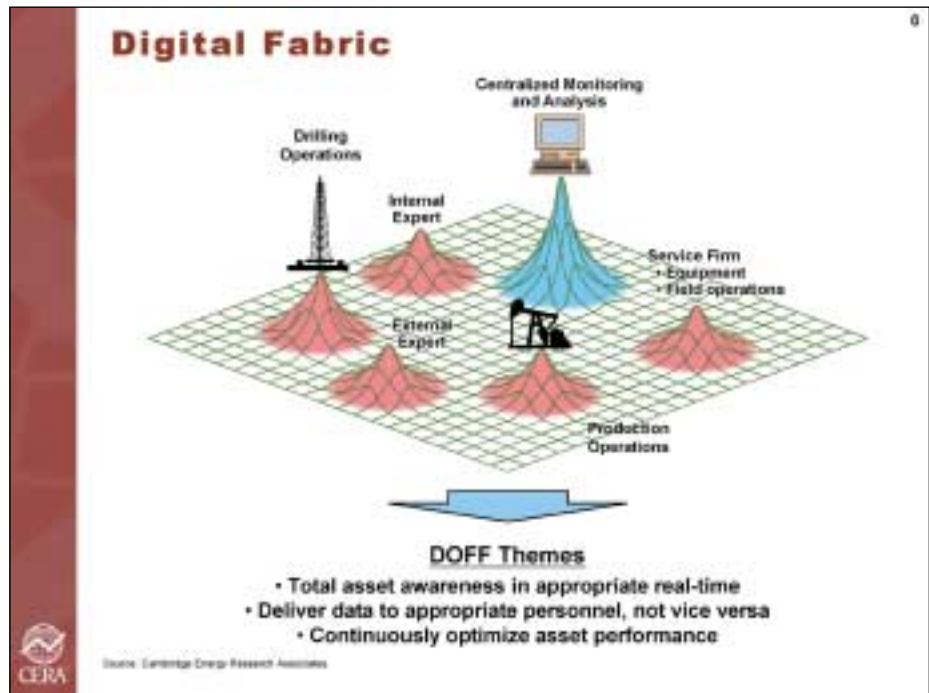 6
Digital Fabric
Centralized Monitoring
and Analysis
Drilling
Operations
Internal
Expert
Service Firm
• Equipment
• Field operations
External
Expert
Production
Operations
DOFF Themes
• Total asset awareness in appropriate real-time
• Deliver data to appropriate personnel, not vice versa
• Continuously optimize asset performance
Source: Cambridge Energy Research Associates
CERA